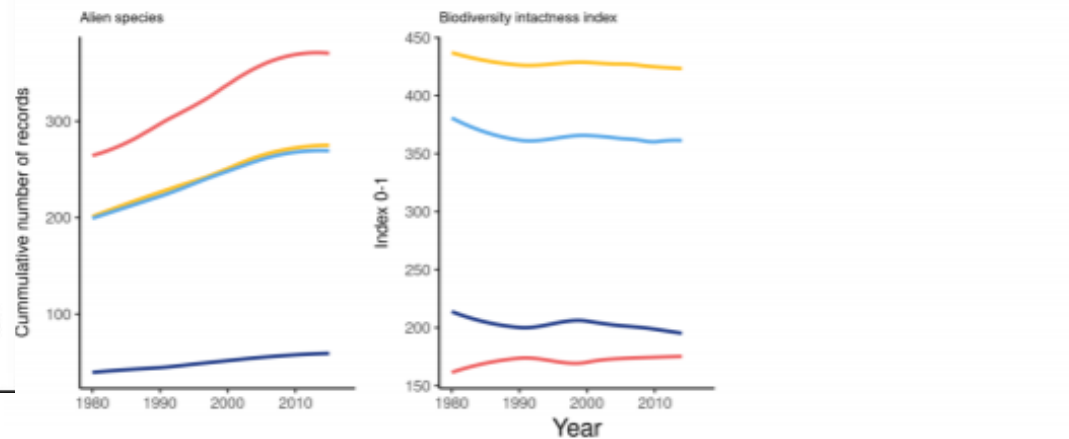 Alien species
Cummulative number of records
300
200
100
1980 1990 2000 2010
Biodiversity intactness index
Index 0-1
450
400
350
300
250
200
150
1980 1990 2000 2010
Year